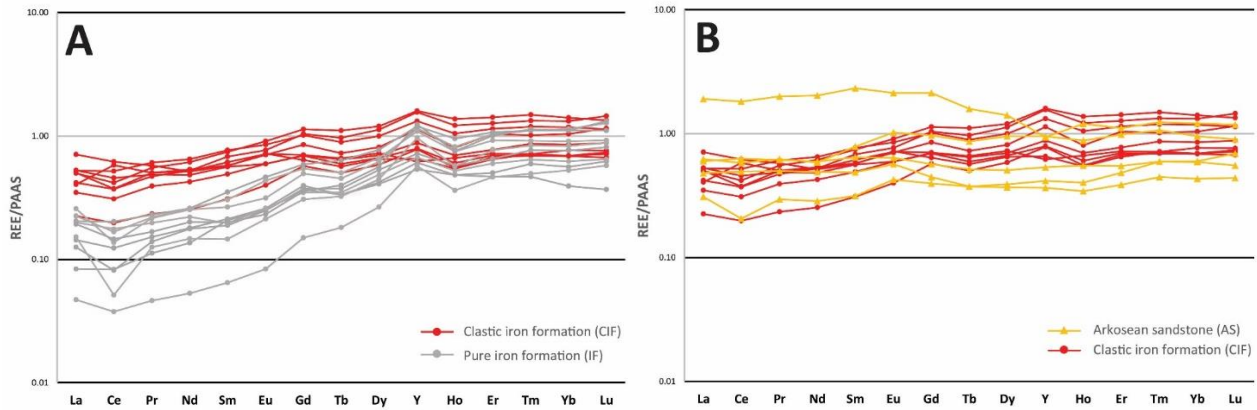 A
REE/PAAS
10.00
1.00
0.10
0.01
Clastic iron formation (CIF)
Pure iron formation (IF)
La Ce Pr Nd Sm Eu Gd Tb Dy Y Ho Er Tm Yb Lu
B
REE/PAAS
10.00
1.00
0.10
0.01
Arkosean sandstone (AS)
Clastic iron formation (CIF)
La Ce Pr Nd Sm Eu Gd Tb Dy Y Ho Er Tm Yb Lu